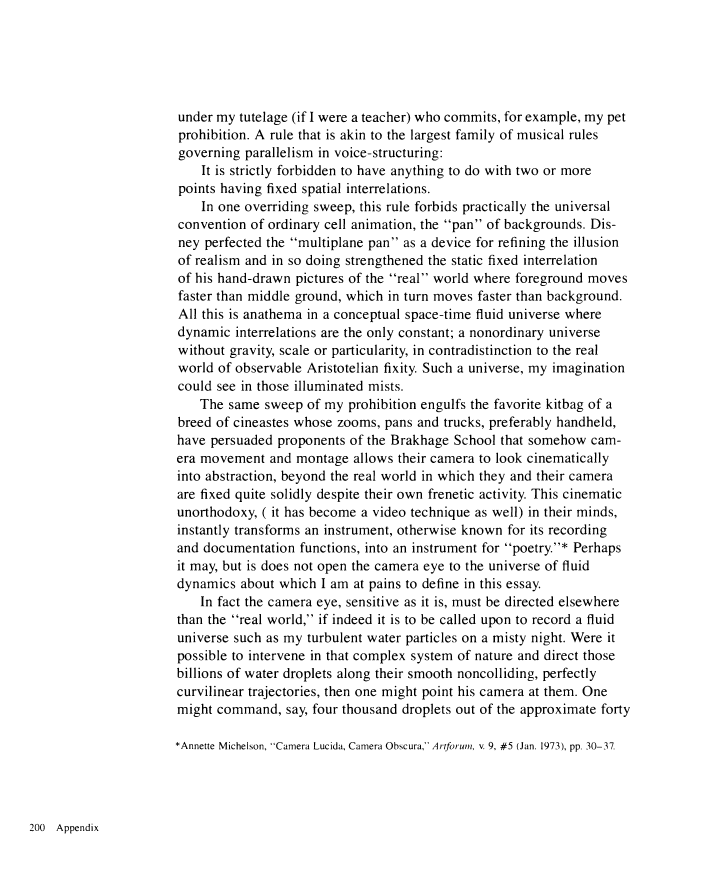 under my tutelage (if I were a teacher) who commits, for example, my pet
prohibition. A rule that is akin to the largest family of musical rules
governing parallelism in voice-structuring:
It is strictly forbidden to have anything to do with two or more
points having fixed spatial interrelations.
In one overriding sweep, this rule forbids practically the universal
convention of ordinary cell animation, the “pan” of backgrounds. Dis-
ney perfected the “multiplane pan” as a device for refining the illusion
of realism and in so doing strengthened the static fixed interrelation
of his hand-drawn pictures of the “real” world where foreground moves
faster than middle ground, which in turn moves faster than background.
All this is anathema in a conceptual space-time fluid universe where
dynamic interrelations are the only constant; a nonordinary universe
without gravity, scale or particularity, in contradistinction to the real
world of observable Aristotelian fixity. Such a universe, my imagination
could see in those illuminated mists.
The same sweep of my prohibition engulfs the favorite kitbag of a
breed of cineastes whose zooms, pans and trucks, preferably handheld,
have persuaded proponents of the Brakhage School that somehow cam-
era movement and montage allows their camera to look cinematically
into abstraction, beyond the real world in which they and their camera
are fixed quite solidly despite their own frenetic activity. This cinematic
unorthodoxy, ( it has become a video technique as well) in their minds,
instantly transforms an instrument, otherwise known for its recording
and documentation functions, into an instrument for “poetry.”* Perhaps
it may, but is does not open the camera eye to the universe of fluid
dynamics about which I am at pains to define in this essay.
In fact the camera eye, sensitive as it is, must be directed elsewhere
than the “real world,” if indeed it is to be called upon to record a fluid
universe such as my turbulent water particles on a misty night. Were it
possible to intervene in that complex system of nature and direct those
billions of water droplets along their smooth noncolliding, perfectly
curvilinear trajectories, then one might point his camera at them. One
might command, say, four thousand droplets out of the approximate forty
*Annette Michelson, “Camera Lucida, Camera Obscura,” Artforum, v. 9, #5 (Jan. 1973), pp. 30–37.
200 Appendix